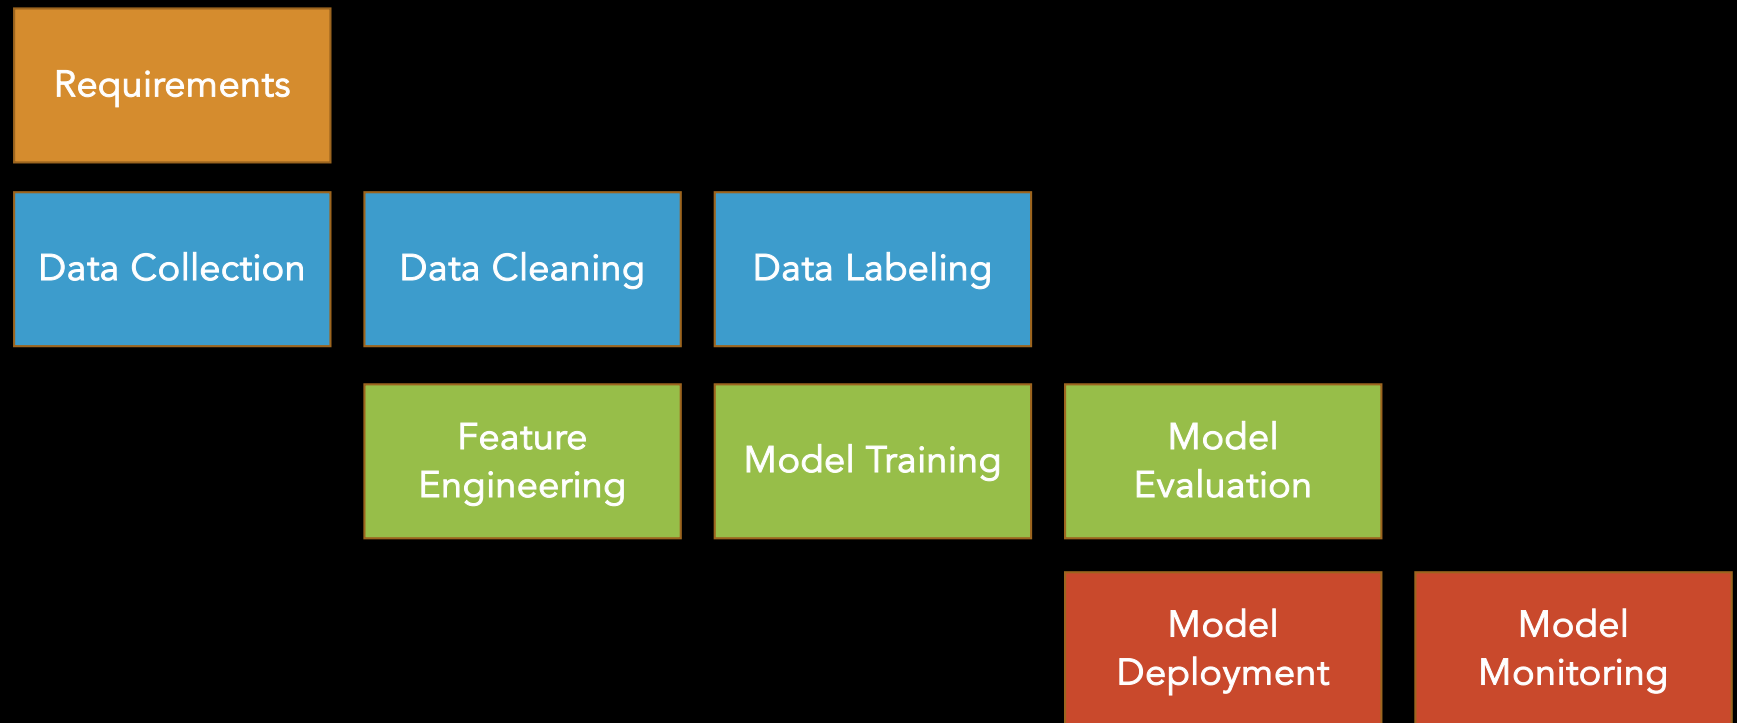 Requirements
Data Collection
Data Cleaning
Data Labeling
Feature
Engineering
Model Training
Model
Evaluation
Model
Deployment
Model
Monitoring